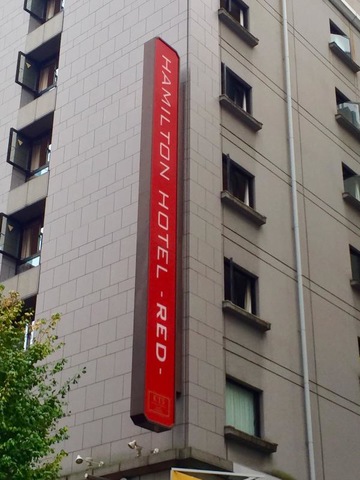 HAMILTON HOTEL - RED -